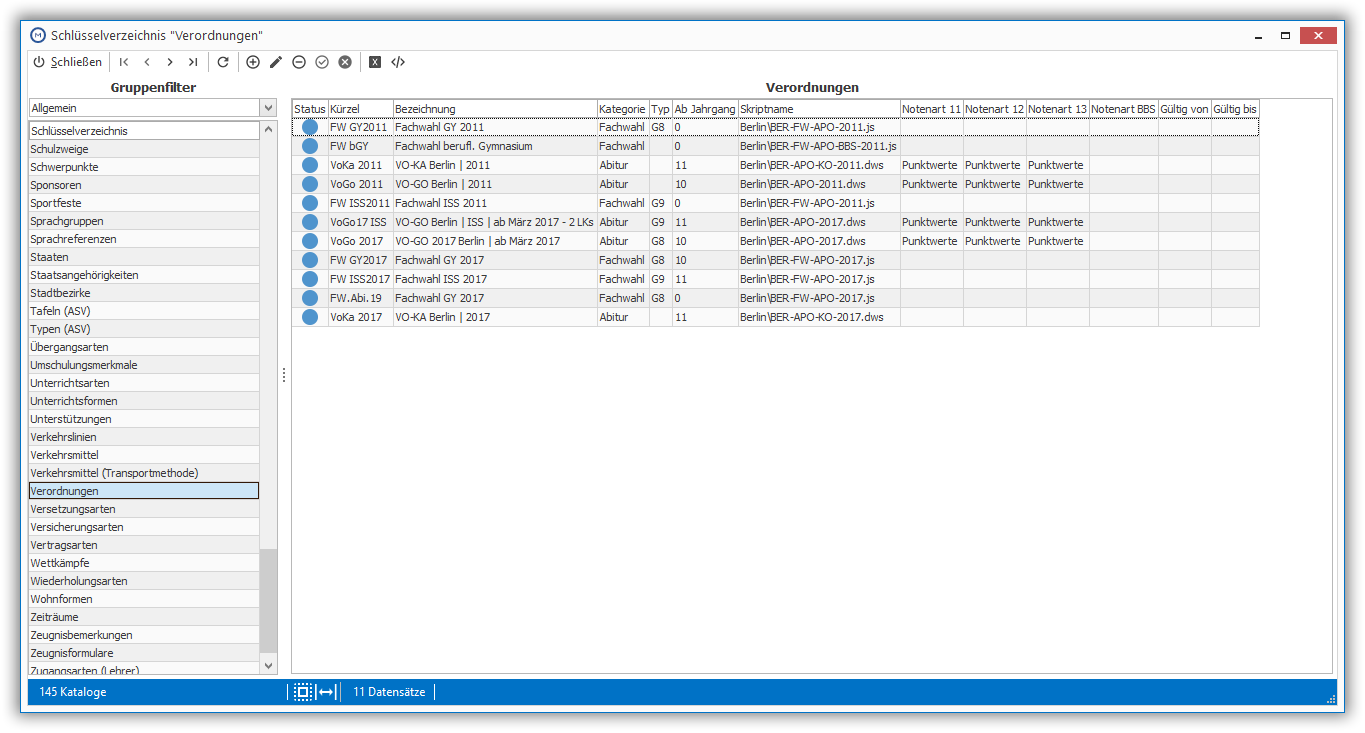 Schlüsselverzeichnis "Verordnungen"
Schließen
Gruppenfilter
Allgemein
Schlüsselverzeichnis
Schulzweige
Schwerpunkte
Sponsoren
Sportfeste
Sprachgruppen
Sprachreferenzen
Staaten
Staatsangehörigkeiten
Stadtbezirke
Tafeln (ASV)
Typen (ASV)
Übergangsarten
Umschulungsmerkmale
Unterrichtsarten
Unterrichtsformen
Unterstützungen
Verkehrslinien
Verkehrsmittel
Verkehrsmittel (Transportmethode)
Verordnungen
Versetzungsarten
Versicherungsarten
Vertragsarten
Wettkämpfe
Wiederholungsarten
Wohnformen
Zeiträume
Zeugnisbemerkungen
Zeugnisformulare
Zugangsarten (Lehrer)
Verordnungen
Status Kürzel Bezeichnung Kategorie Typ Ab Jahrgang Skriptname Notenart 11 Notenart 12 Notenart 13 Notenart BBS Gültig von Gültig bis
FW GY2011 Fachwahl GY 2011 Fachwahl G8 0 Berlin\BER-FW-APO-2011.js
FW bGY Fachwahl berufl. Gymnasium Fachwahl 0 Berlin\BER-FW-APO-BBS-2011.js
VoKa 2011 VO-KA Berlin | 2011 Abitur 11 Berlin\BER-APO-KO-2011.dws Punktwerte Punktwerte Punktwerte
VoGo 2011 VO-GO Berlin | 2011 Abitur 10 Berlin\BER-APO-2011.dws Punktwerte Punktwerte Punktwerte
FW ISS2011 Fachwahl ISS 2011 Fachwahl G9 0 Berlin\BER-FW-APO-2011.js
VoGo17 ISS VO-GO Berlin | ISS | ab März 2017 - 2 LKs Abitur G9 11 Berlin\BER-APO-2017.dws Punktwerte Punktwerte Punktwerte
VoGo 2017 VO-GO 2017 Berlin | ab März 2017 Abitur G8 10 Berlin\BER-APO-2017.dws Punktwerte Punktwerte Punktwerte
FW GY2017 Fachwahl GY 2017 Fachwahl G8 10 Berlin\BER-FW-APO-2017.js
FW ISS2017 Fachwahl ISS 2017 Fachwahl G9 11 Berlin\BER-FW-APO-2017.js
FW.Abi.19 Fachwahl GY 2017 Fachwahl G8 0 Berlin\BER-FW-APO-2017.js
VoKa 2017 VO-KA Berlin | 2017 Abitur 11 Berlin\BER-APO-KO-2017.dws
145 Kataloge
11 Datensätze